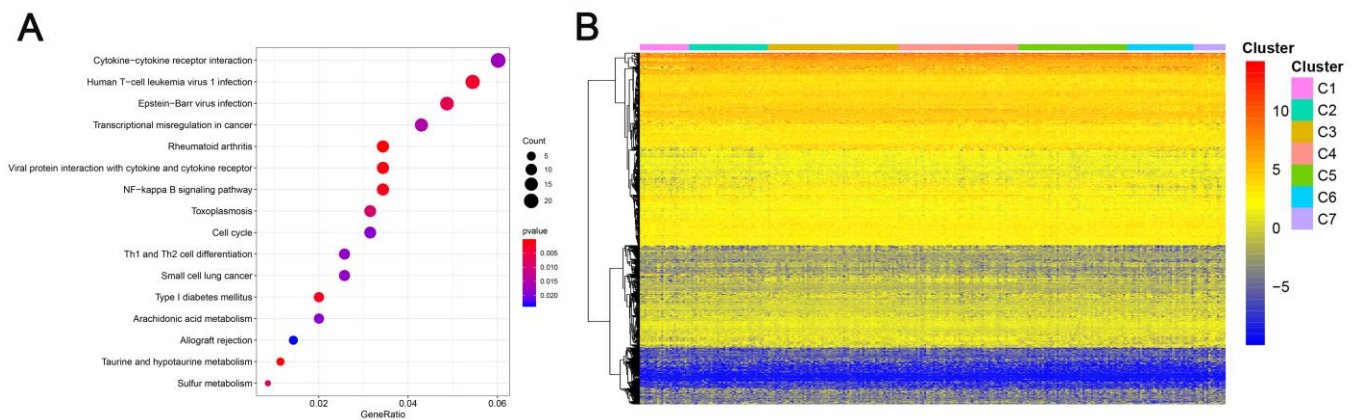 A
Cytokine−cytokine receptor interaction
Human T−cell leukemia virus 1 infection
Epstein−Barr virus infection
Transcriptional misregulation in cancer
Rheumatoid arthritis
Viral protein interaction with cytokine and cytokine receptor
NF−kappa B signaling pathway
Toxoplasmosis
Cell cycle
Th1 and Th2 cell differentiation
Small cell lung cancer
Type I diabetes mellitus
Arachidonic acid metabolism
Allograft rejection
Taurine and hypotaurine metabolism
Sulfur metabolism
0.02
0.04
0.06
GeneRatio
Count
5
10
15
20
pvalue
0.005
0.010
0.015
0.020
B
Cluster
10
5
0
−5
Cluster
C1
C2
C3
C4
C5
C6
C7